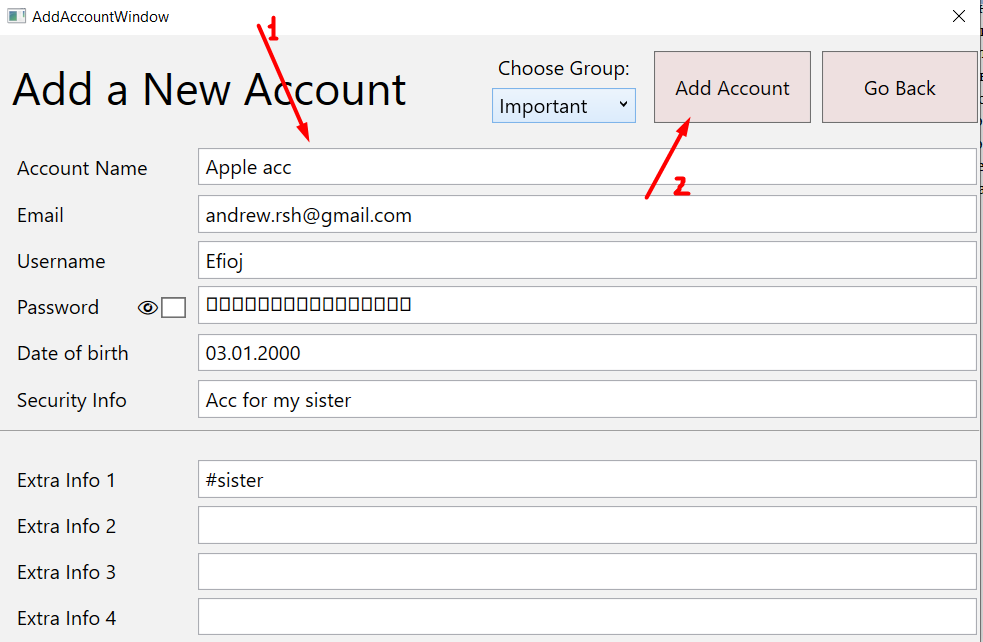 AddAccountWindow
1
Add a New Account
Choose Group:
Important
Add Account
Go Back
2
Account Name
Apple acc
Email
andrew.rsh@gmail.com
Username
Efioj
Password
Date of birth
03.01.2000
Security Info
Acc for my sister
Extra Info 1
#sister
Extra Info 2
Extra Info 3
Extra Info 4